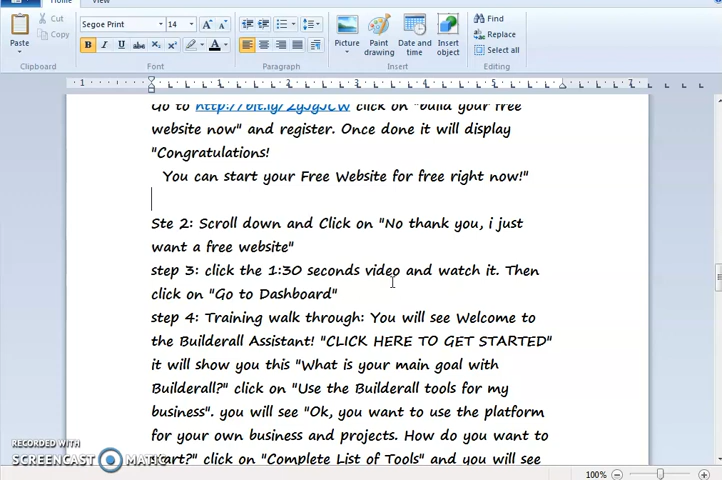 Home View
Cut
Copy
Paste
Clipboard
Segoe Print 14
B I U
Font
Paragraph
Picture
Paint drawing
Date and time
Insert object
Insert
Find
Replace
Select all
Editing
1 1 2 3 4 5 7
Go to click on "build your free
website now" and register. Once done it will display
"Congratulations!
You can start your Free Website for free right now!"
Ste 2: Scroll down and Click on "No thank you, i just
want a free website"
step 3: click the 1:30 seconds video and watch it. Then
click on "Go to Dashboard"
step 4: Training walk through: You will see Welcome to
the Builderall Assistant! "CLICK HERE TO GET STARTED"
it will show you this "What is your main goal with
Builderall?" click on "Use the Builderall tools for my
business". you will see "Ok, you want to use the platform
for your own business and projects. How do you want to
start?" click on "Complete List of Tools" and you will see
RECORDED WITH
SCREENCAST MATIC
100%